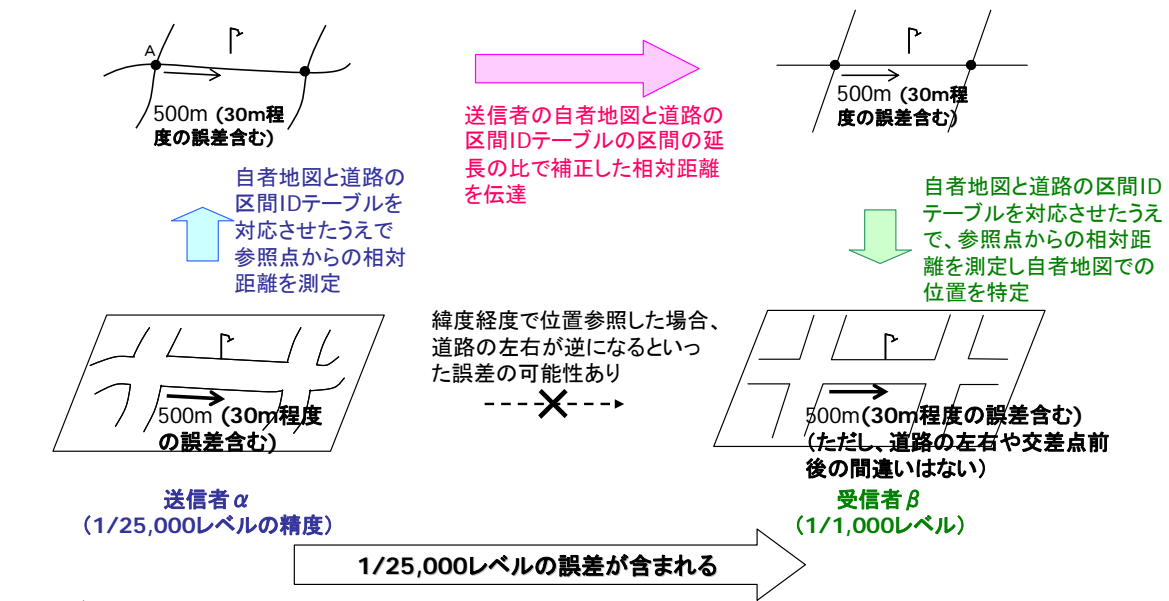 A
500m (30m程
度の誤差含む)
送信者の自者地図と道路の
区間IDテーブルの区間の延
長の比で補正した相対距離
を伝達
500m (30m程
度の誤差含む)
自者地図と道路の
区間IDテーブルを
対応させたうえで
参照点からの相対
距離を測定
自者地図と道路の区間ID
テーブルを対応させたうえ
で、参照点からの相対距
離を測定し自者地図での
位置を特定
緯度経度で位置参照した場合、
道路の左右が逆になるといっ
た誤差の可能性あり
500m (30m程度
の誤差含む)
500m(30m程度の誤差含む)
(ただし、道路の左右や交差点前
後の間違いはない)
送信者α
(1/25,000レベルの精度)
受信者β
(1/1,000レベル)
1/25,000レベルの誤差が含まれる